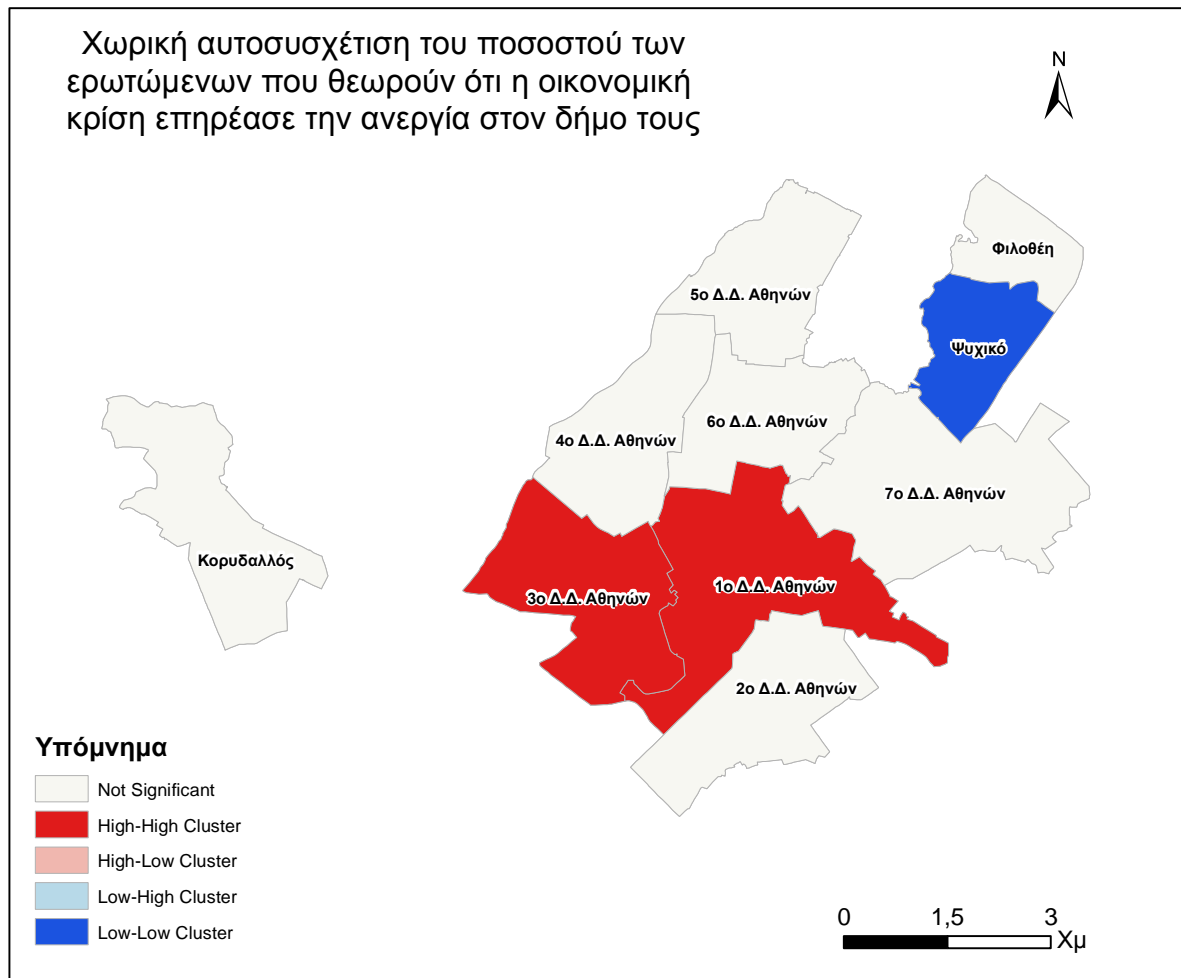 Χωρική αυτοσυσχέτιση του ποσοστού των
ερωτώμενων που θεωρούν ότι η οικονομική
κρίση επηρέασε την ανεργία στον δήμο τους
N
Φιλοθέη
5ο Δ.Δ. Αθηνών
Ψυχικό
6ο Δ.Δ. Αθηνών
4ο Δ.Δ. Αθηνών
7ο Δ.Δ. Αθηνών
Κορυδαλλός
1ο Δ.Δ. Αθηνών
3ο Δ.Δ. Αθηνών
2ο Δ.Δ. Αθηνών
Υπόμνημα
Not Significant
High-High Cluster
High-Low Cluster
Low-High Cluster
Low-Low Cluster
0 1,5 3
Χμ